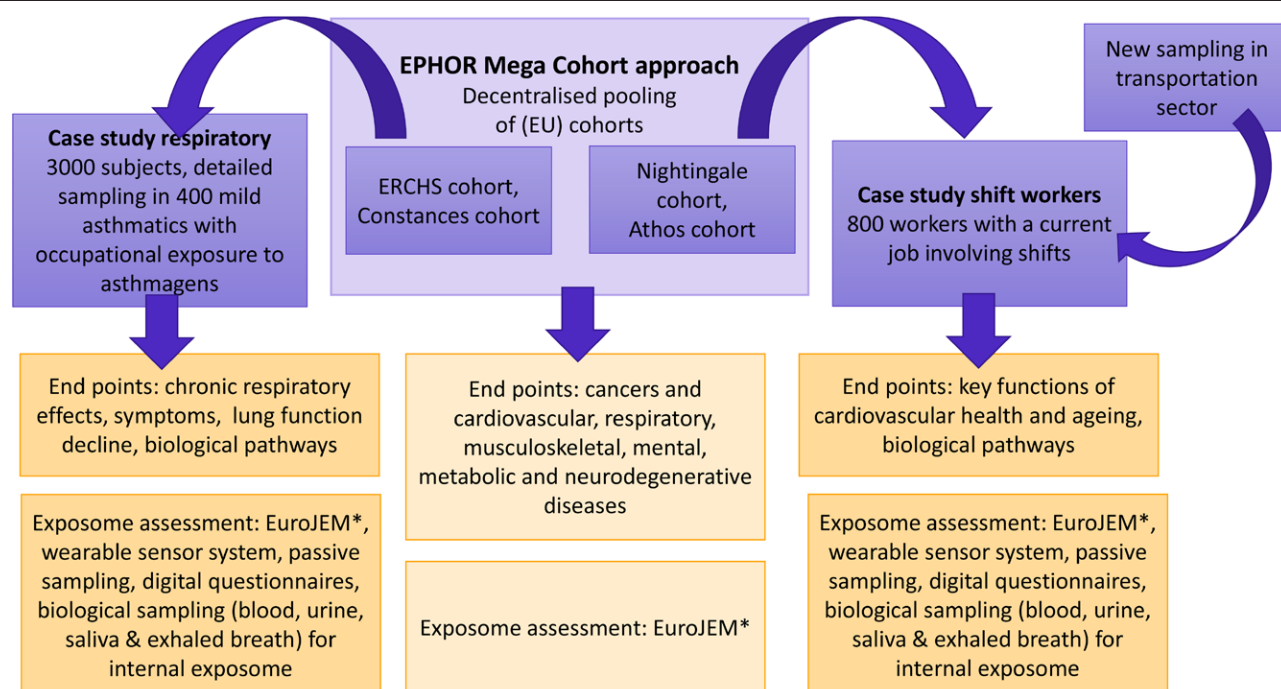 EPHOR Mega Cohort approach
Decentralised pooling
of (EU) cohorts
New sampling in
transportation
sector
Case study respiratory
3000 subjects, detailed
sampling in 400 mild
asthmatics with
occupational exposure to
asthmagens
ERCHS cohort,
Constances cohort
Nightingale
cohort,
Athos cohort
Case study shift workers
800 workers with a current
job involving shifts
End points: chronic respiratory
effects, symptoms, lung function
decline, biological pathways
End points: cancers and
cardiovascular, respiratory,
musculoskeletal, mental,
metabolic and neurodegenerative
diseases
End points: key functions of
cardiovascular health and ageing,
biological pathways
Exposome assessment: EuroJEM*,
wearable sensor system, passive
sampling, digital questionnaires,
biological sampling (blood, urine,
saliva & exhaled breath) for
internal exposome
Exposome assessment: EuroJEM*
Exposome assessment: EuroJEM*,
wearable sensor system, passive
sampling, digital questionnaires,
biological sampling (blood, urine,
saliva & exhaled breath) for
internal exposome